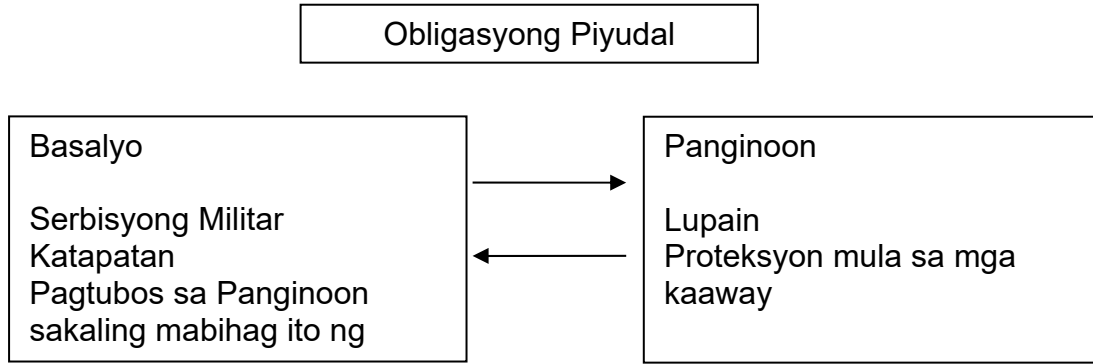 Obligasyong Piyudal
Basalyo
Serbisyong Militar
Katapatan
Pagtubos sa Panginoon
sakaling mabihag ito ng
Panginoon
Lupain
Proteksyon mula sa mga
kaaway